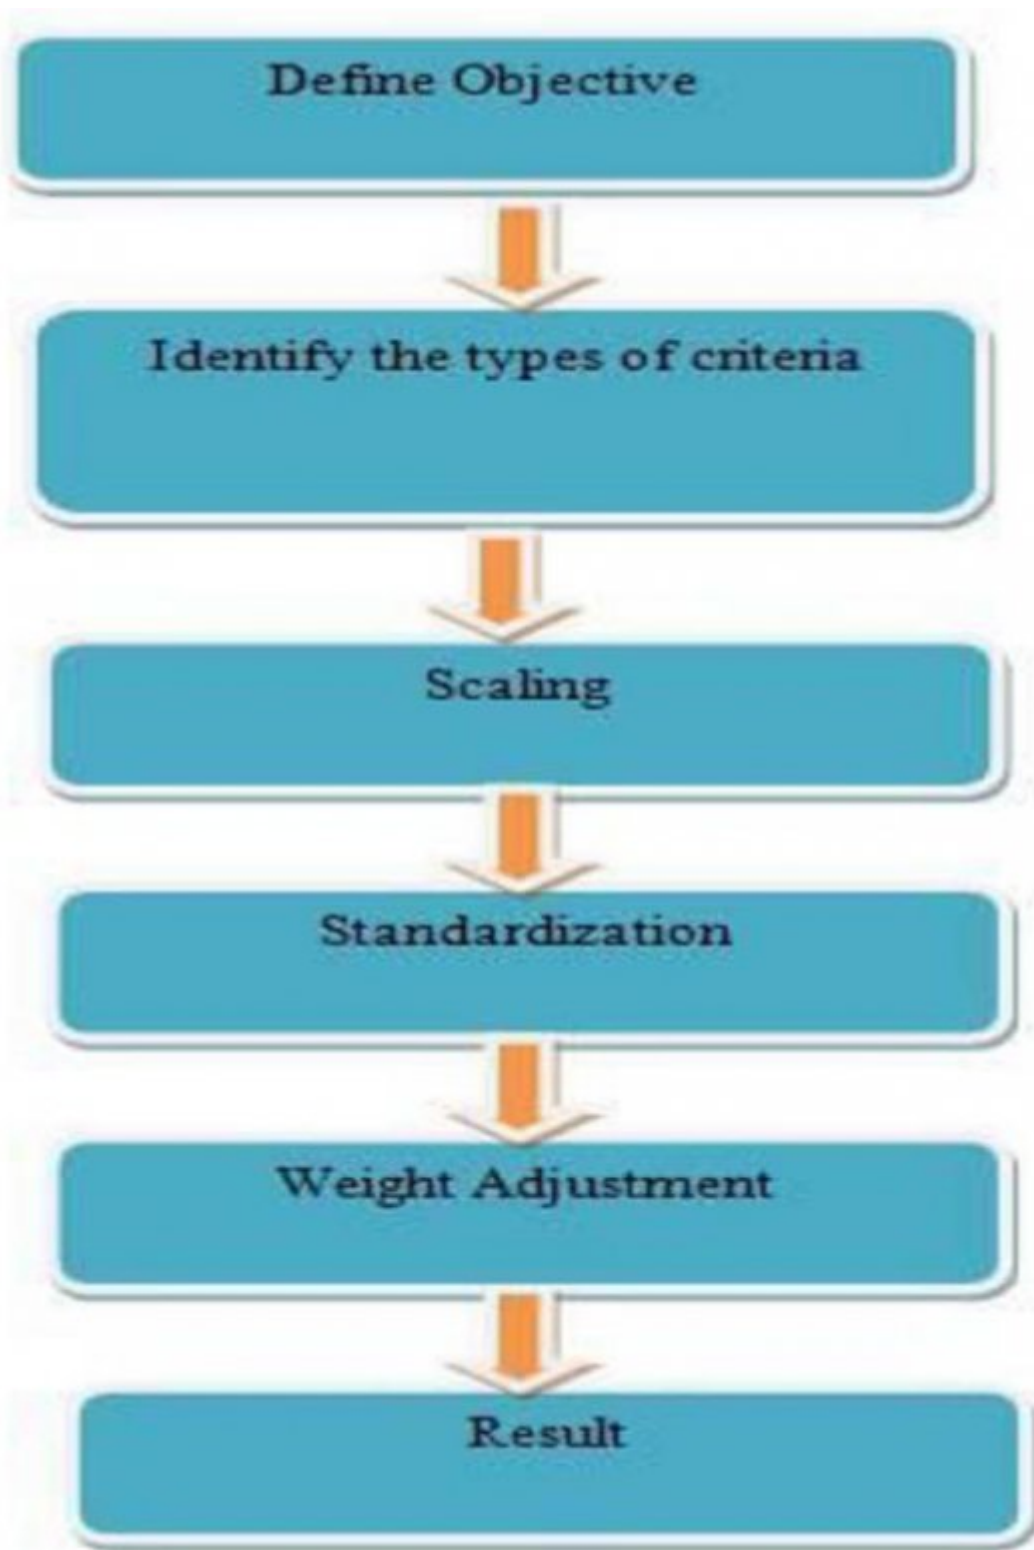 Define Objective
Identify the types of criteria
Scaling
Standardization
Weight Adjustment
Result